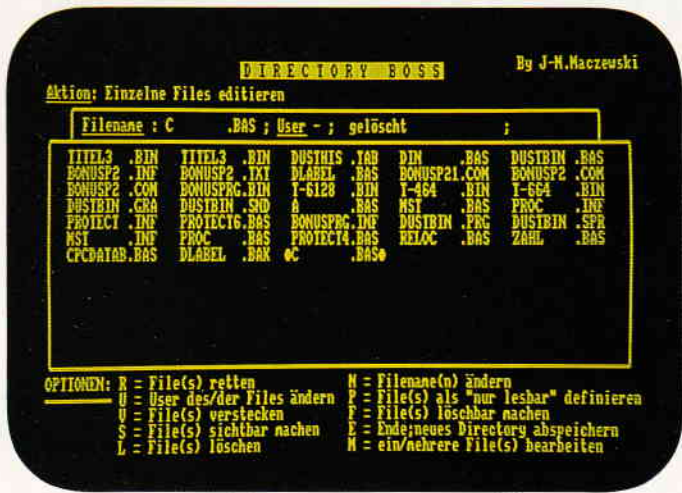 DIRECTORY BOSS
By J-M.Maczewski
Aktion: Einzelne Files editieren
Filename : C .BAS ; User - ; gelöscht ;
TITEL3 .BIN TITEL3 .BIN DUSTHIS .TAB DIN .BAS DUSTBIN .BAS
BONUSP2 .INF BONUSP2 .TXT DLABEL .BAS BONUSP21.COM BONUSP2 .COM
BONUSP2 .COM BONUSPRG.BIN T-6128 .BIN T-464 .BIN T-664 .BIN
DUSTBIN .GRA DUSTBIN .SND A .BAS MST .BAS PROC .INF
PROTECT .INF PROTECT6.BAS BONUSPRG.INF DUSTBIN .PRG DUSTBIN .SPR
MST .INF PROC .BAS PROTECT4.BAS RELOC .BAS ZAHL .BAS
CPCDATAB.BAS DLABEL .BAK C .BAS
OPTIONEN: R = File(s) retten N = Filename(n) ändern
U = User des/der Files ändern P = File(s) als "nur lesbar" definieren
V = File(s) verstecken F = File(s) löschbar machen
S = File(s) sichtbar machen E = Ende;neues Directory abspeichern
L = File(s) löschen M = ein/mehrere File(s) bearbeiten